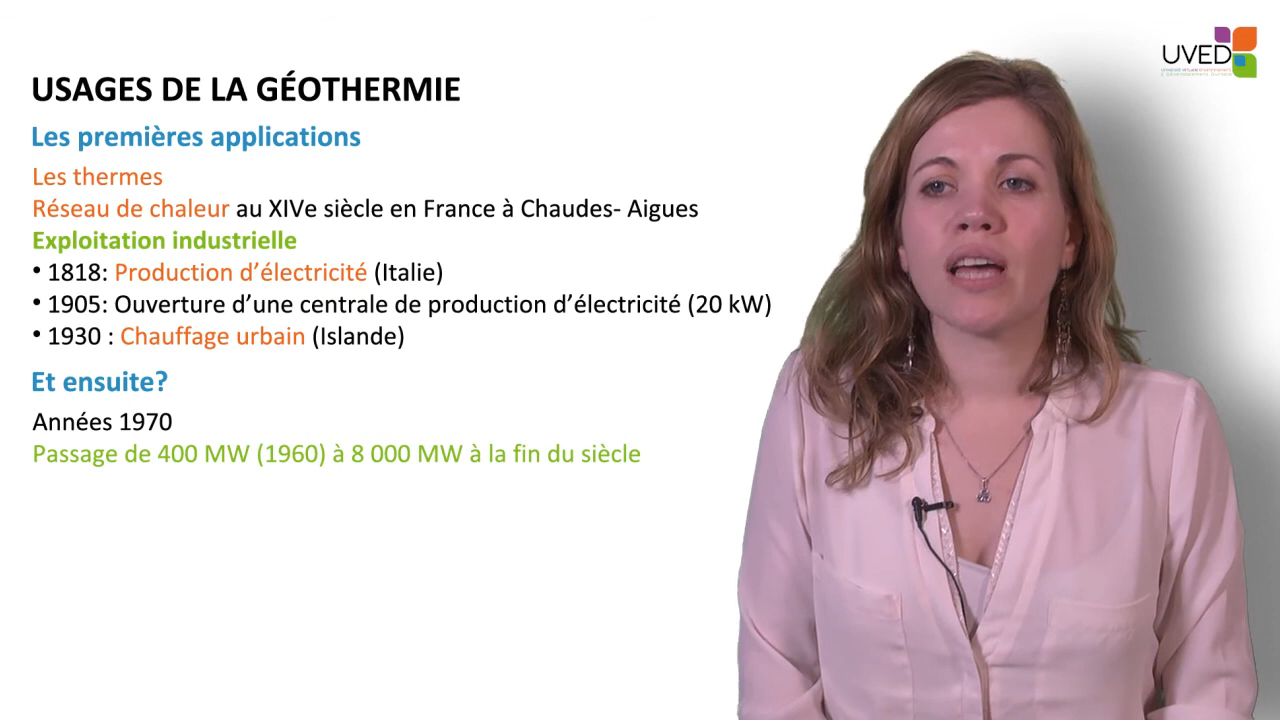 UVED
USAGES DE LA GÉOTHERMIE
Les premières applications
Les thermes
Réseau de chaleur au XIVe siècle en France à Chaudes- Aigues
Exploitation industrielle
• 1818: Production d’électricité (Italie)
• 1905: Ouverture d’une centrale de production d’électricité (20 kW)
• 1930 : Chauffage urbain (Islande)
Et ensuite?
Années 1970
Passage de 400 MW (1960) à 8 000 MW à la fin du siècle